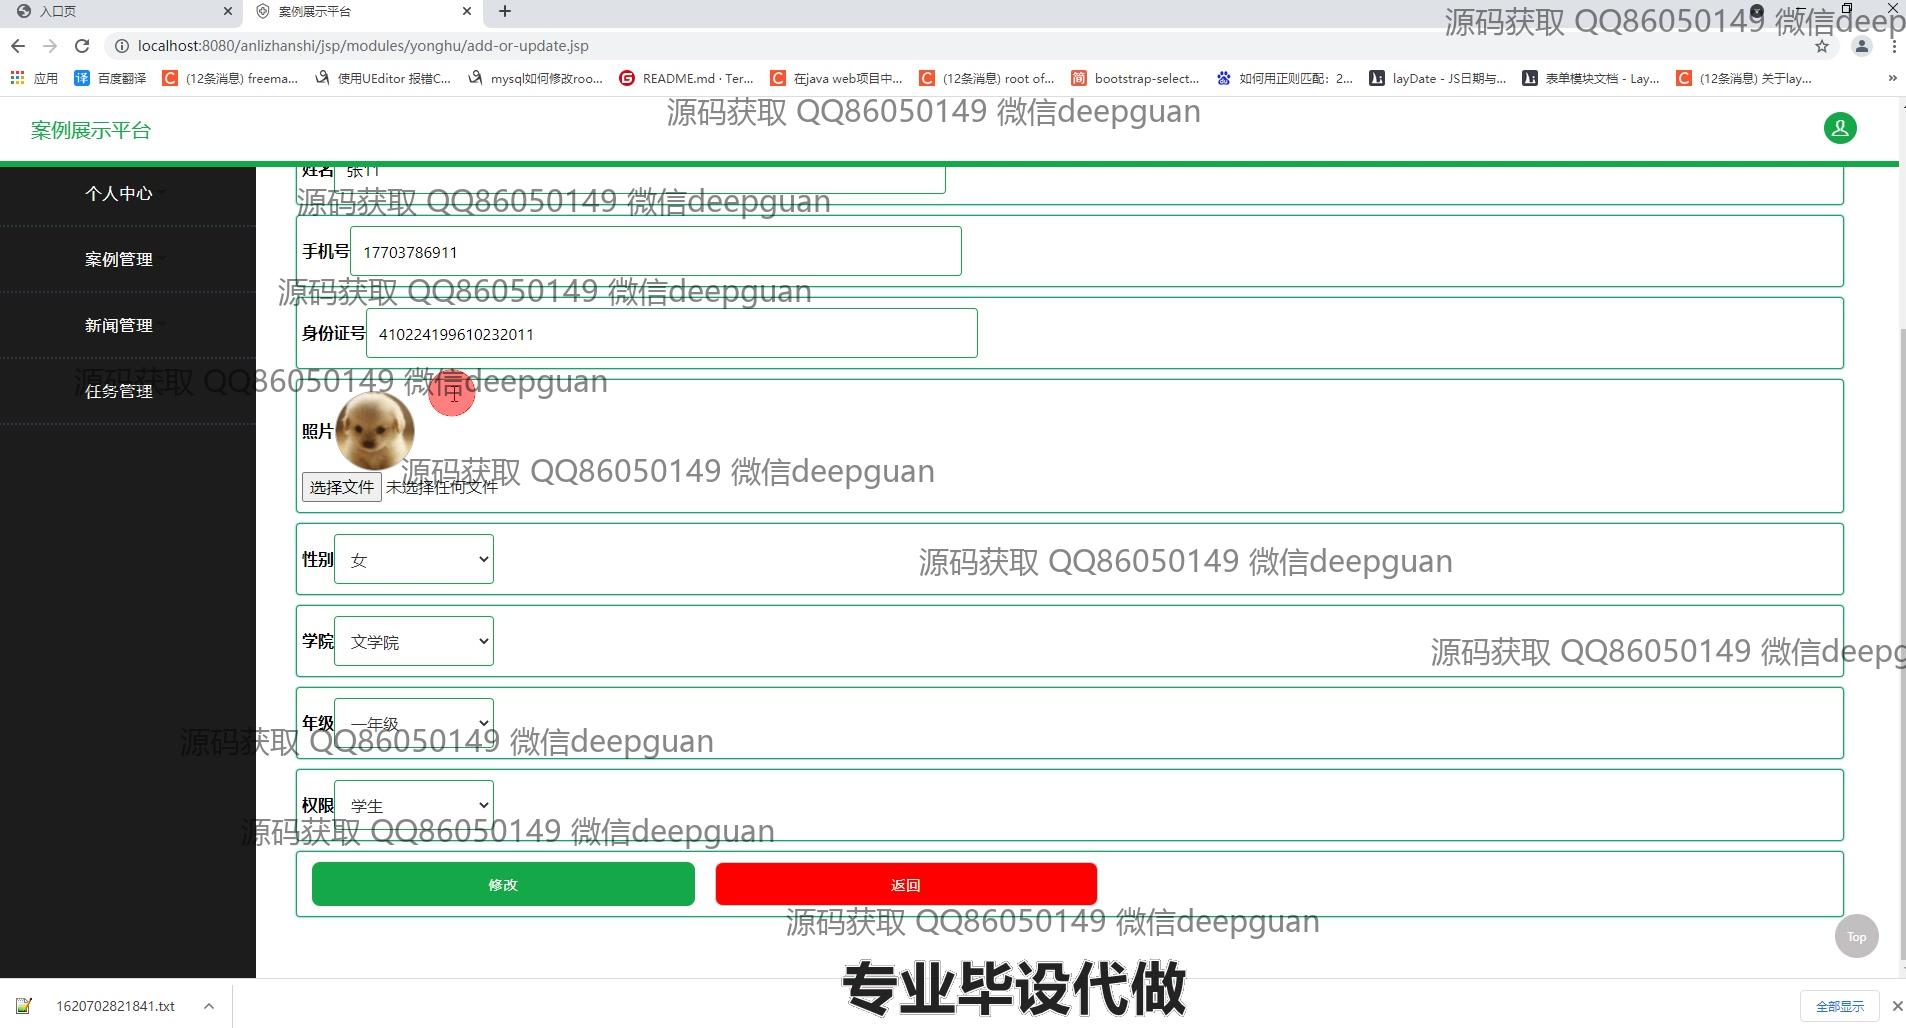 入口页
案例展示平台
源码获取 QQ86050149 微信deepg
localhost:8080/anlizhanshi/jsp/modules/yonghu/add-or-update.jsp
应用
百度翻译
(12条消息) freema...
使用UEditor 报错C...
mysql如何修改roo...
README.md · Ter...
在java web项目中...
(12条消息) root of...
bootstrap-select...
如何用正则匹配：2...
layDate - JS日期与...
表单模块文档 - Lay...
(12条消息) 关于lay...
源码获取 QQ86050149 微信deepguan
案例展示平台
个人中心
案例管理
新闻管理
任务管理
姓名 张11
源码获取 QQ86050149 微信deepguan
手机号 17703786911
源码获取 QQ86050149 微信deepguan
身份证号 410224199610232011
源码获取 QQ86050149 微信deepguan
照片
源码获取 QQ86050149 微信deepguan
选择文件 未选择任何文件
性别 女
源码获取 QQ86050149 微信deepguan
学院 文学院
源码获取 QQ86050149 微信deepg
年级 一年级
源码获取 QQ86050149 微信deepguan
权限 学生
源码获取 QQ86050149 微信deepguan
修改 返回
源码获取 QQ86050149 微信deepguan
Top
专业毕设代做
1620702821841.txt
全部显示